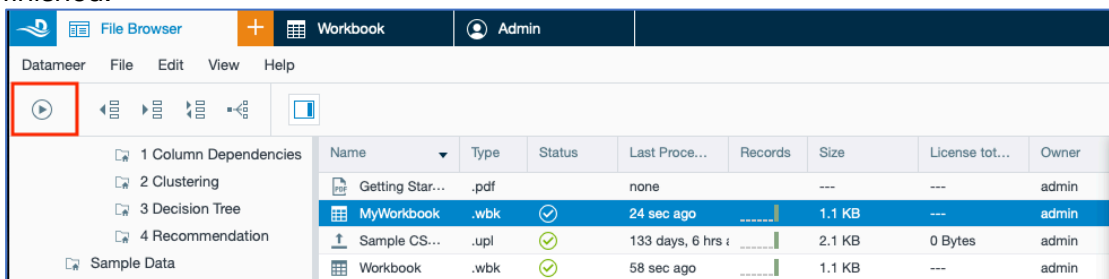 finished.
File Browser + Workbook Admin
Datameer File Edit View Help
1 Column Dependencies Name Type Status Last Proce... Records Size License tot... Owner
2 Clustering PDF Getting Star... .pdf none --- --- admin
3 Decision Tree MyWorkbook .wbk 24 sec ago 1.1 KB --- admin
4 Recommendation Sample CS... .upl 133 days, 6 hrs a 2.1 KB 0 Bytes admin
Sample Data Workbook .wbk 58 sec ago 1.1 KB --- admin